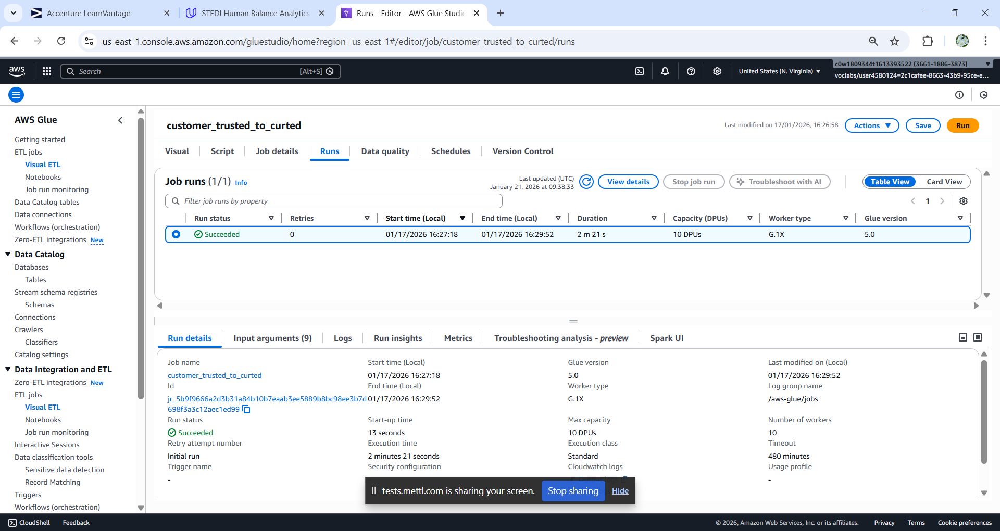 Accenture LearnVantage
STEDI Human Balance Analytics
Runs - Editor - AWS Glue Studio
us-east-1.console.aws.amazon.com/gluestudio/home?region=us-east-1#/editor/job/customer_trusted_to_curted/runs
aws
Search
[Alt+S]
United States (N. Virginia)
c0w1809344t1613393522 (3661-1886-3873)
voclabs/user4580124=2c1cafee-8663-43b9-95ce-e...
AWS Glue
Getting started
ETL jobs
Visual ETL
Notebooks
Job run monitoring
Data Catalog tables
Data connections
Workflows (orchestration)
Zero-ETL integrations New
Data Catalog
Databases
Tables
Stream schema registries
Schemas
Connections
Crawlers
Classifiers
Catalog settings
Data Integration and ETL
Zero-ETL integrations New
ETL jobs
Visual ETL
Notebooks
Job run monitoring
Interactive Sessions
Data classification tools
Sensitive data detection
Record Matching
Triggers
Workflows (orchestration)
customer_trusted_to_curted
Last modified on 17/01/2026, 16:26:58
Actions
Save
Run
Visual
Script
Job details
Runs
Data quality
Schedules
Version Control
Job runs (1/1) Info
Last updated (UTC)
January 21, 2026 at 09:38:33
View details
Stop job run
Troubleshoot with AI
Table View
Card View
Filter job runs by property
1
Run status Retries Start time (Local) End time (Local) Duration Capacity (DPUs) Worker type Glue version
Succeeded 0 01/17/2026 16:27:18 01/17/2026 16:29:52 2 m 21 s 10 DPUs G.1X 5.0
Run details
Input arguments (9)
Logs
Run insights
Metrics
Troubleshooting analysis - preview
Spark UI
Job name
customer_trusted_to_curted
Id
jr_5b9f9666a2d3b31a84b10b7eaab3ee5889b8bc98ee3b7d
698f3a3c12aec1ed99
Run status
Succeeded
Retry attempt number
Initial run
Trigger name
-
Start time (Local)
01/17/2026 16:27:18
End time (Local)
01/17/2026 16:29:52
Start-up time
13 seconds
Execution time
2 minutes 21 seconds
Security configuration
Glue version
5.0
Worker type
G.1X
Max capacity
10 DPUs
Execution class
Standard
Cloudwatch logs
Last modified on (Local)
01/17/2026 16:29:52
Log group name
/aws-glue/jobs
Number of workers
10
Timeout
480 minutes
Usage profile
-
tests.mettl.com is sharing your screen.
Stop sharing
Hide
CloudShell
Feedback
© 2026, Amazon Web Services, Inc. or its affiliates.
Privacy
Terms
Cookie preferences